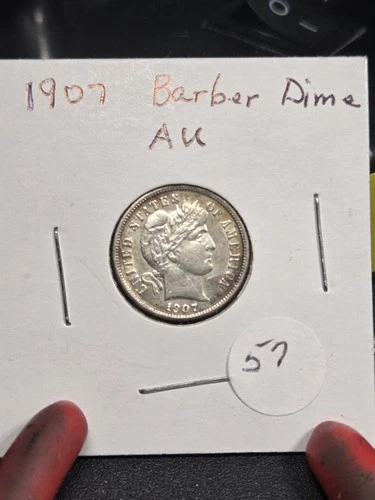 1907 Barber Dime
AU
UNITED STATES OF AMERICA
1907
57